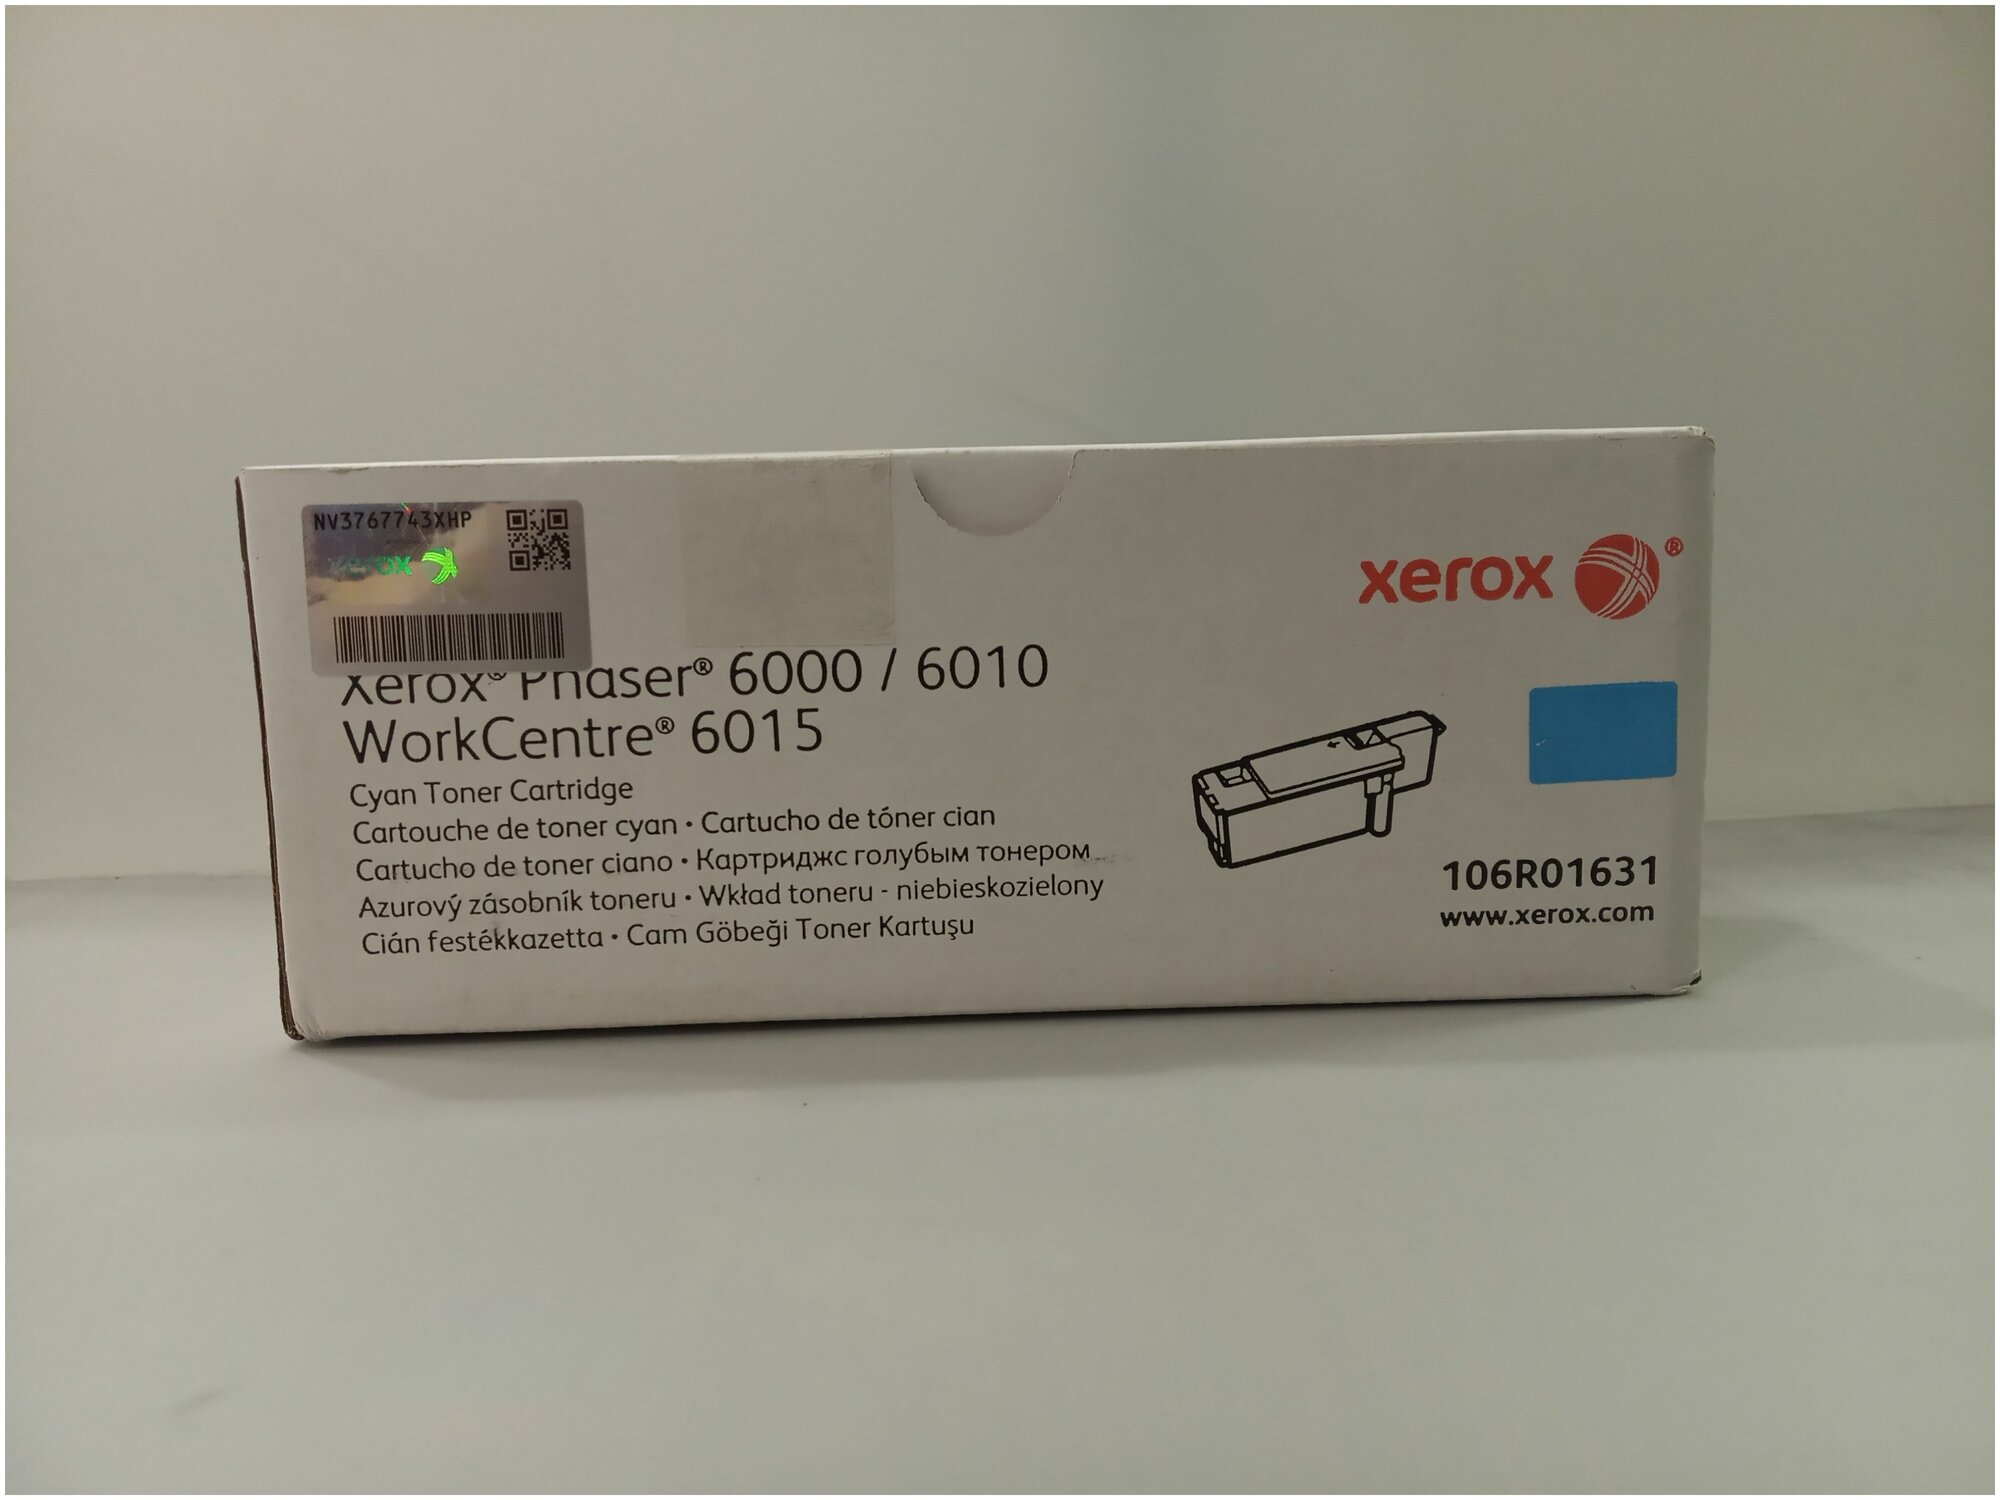 NV3767743XHP
xerox
xerox ®
Xerox® Phaser® 6000 / 6010
WorkCentre® 6015
Cyan Toner Cartridge
Cartouche de toner cyan • Cartucho de tóner cian
Cartucho de toner ciano • Картридж с голубым тонером
Azurový zásobník toneru • Wkład toneru - niebieskozielony
Cián festékkazetta • Cam Göbeği Toner Kartuşu
106R01631
www.xerox.com